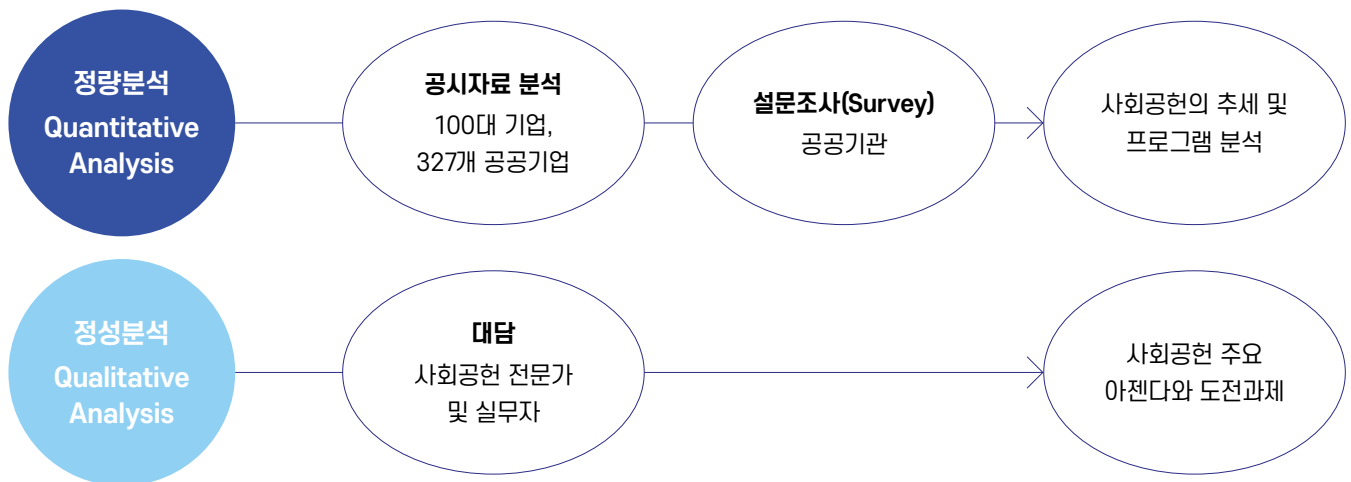 정량분석
Quantitative
Analysis
공시자료 분석
100대 기업,
327개 공공기업
설문조사(Survey)
공공기관
사회공헌의 추세 및
프로그램 분석
정성분석
Qualitative
Analysis
대담
사회공헌 전문가
및 실무자
사회공헌 주요
아젠다와 도전과제